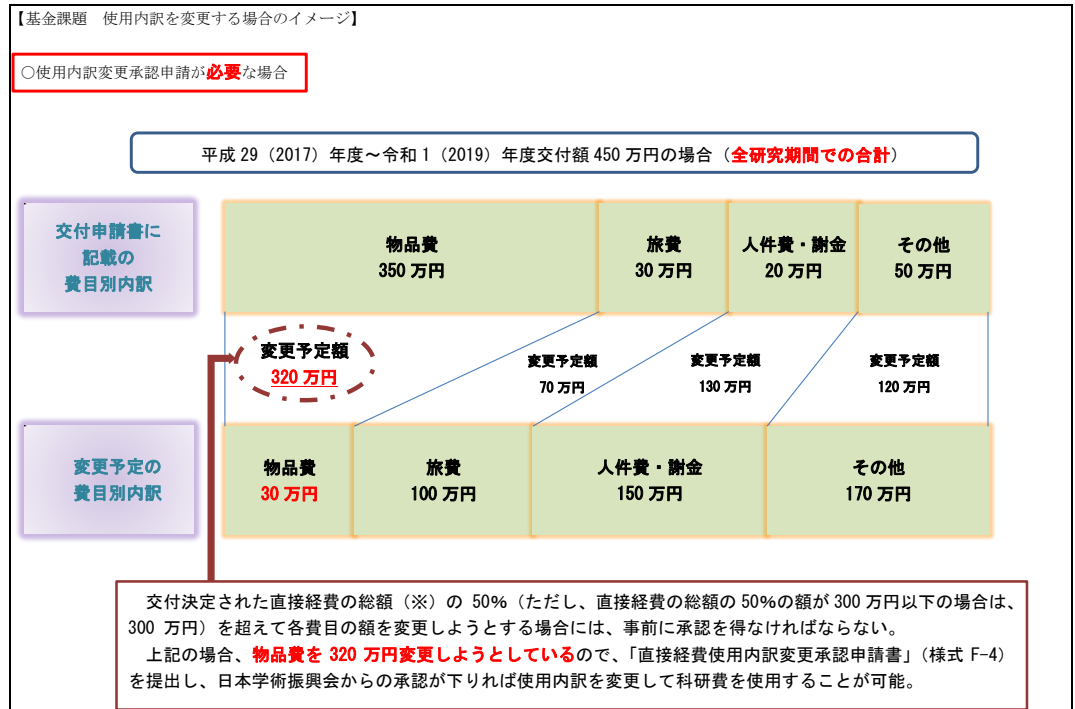 【基金課題　使用内訳を変更する場合のイメージ】
○使用内訳変更承認申請が必要な場合
平成 29（2017）年度～令和 1（2019）年度交付額 450 万円の場合（全研究期間での合計）
交付申請書に
記載の
費目別内訳
物品費
350 万円
旅費
30 万円
人件費・謝金
20 万円
その他
50 万円
変更予定額
320 万円
変更予定額
70 万円
変更予定額
130 万円
変更予定額
120 万円
変更予定の
費目別内訳
物品費
30 万円
旅費
100 万円
人件費・謝金
150 万円
その他
170 万円
交付決定された直接経費の総額（※）の 50%（ただし、直接経費の総額の 50%の額が 300 万円以下の場合は、
300 万円）を超えて各費目の額を変更しようとする場合には、事前に承認を得なければならない。
上記の場合、物品費を 320 万円変更しようとしているので、「直接経費使用内訳変更承認申請書」（様式 F-4）
を提出し、日本学術振興会からの承認が下りれば使用内訳を変更して科研費を使用することが可能。